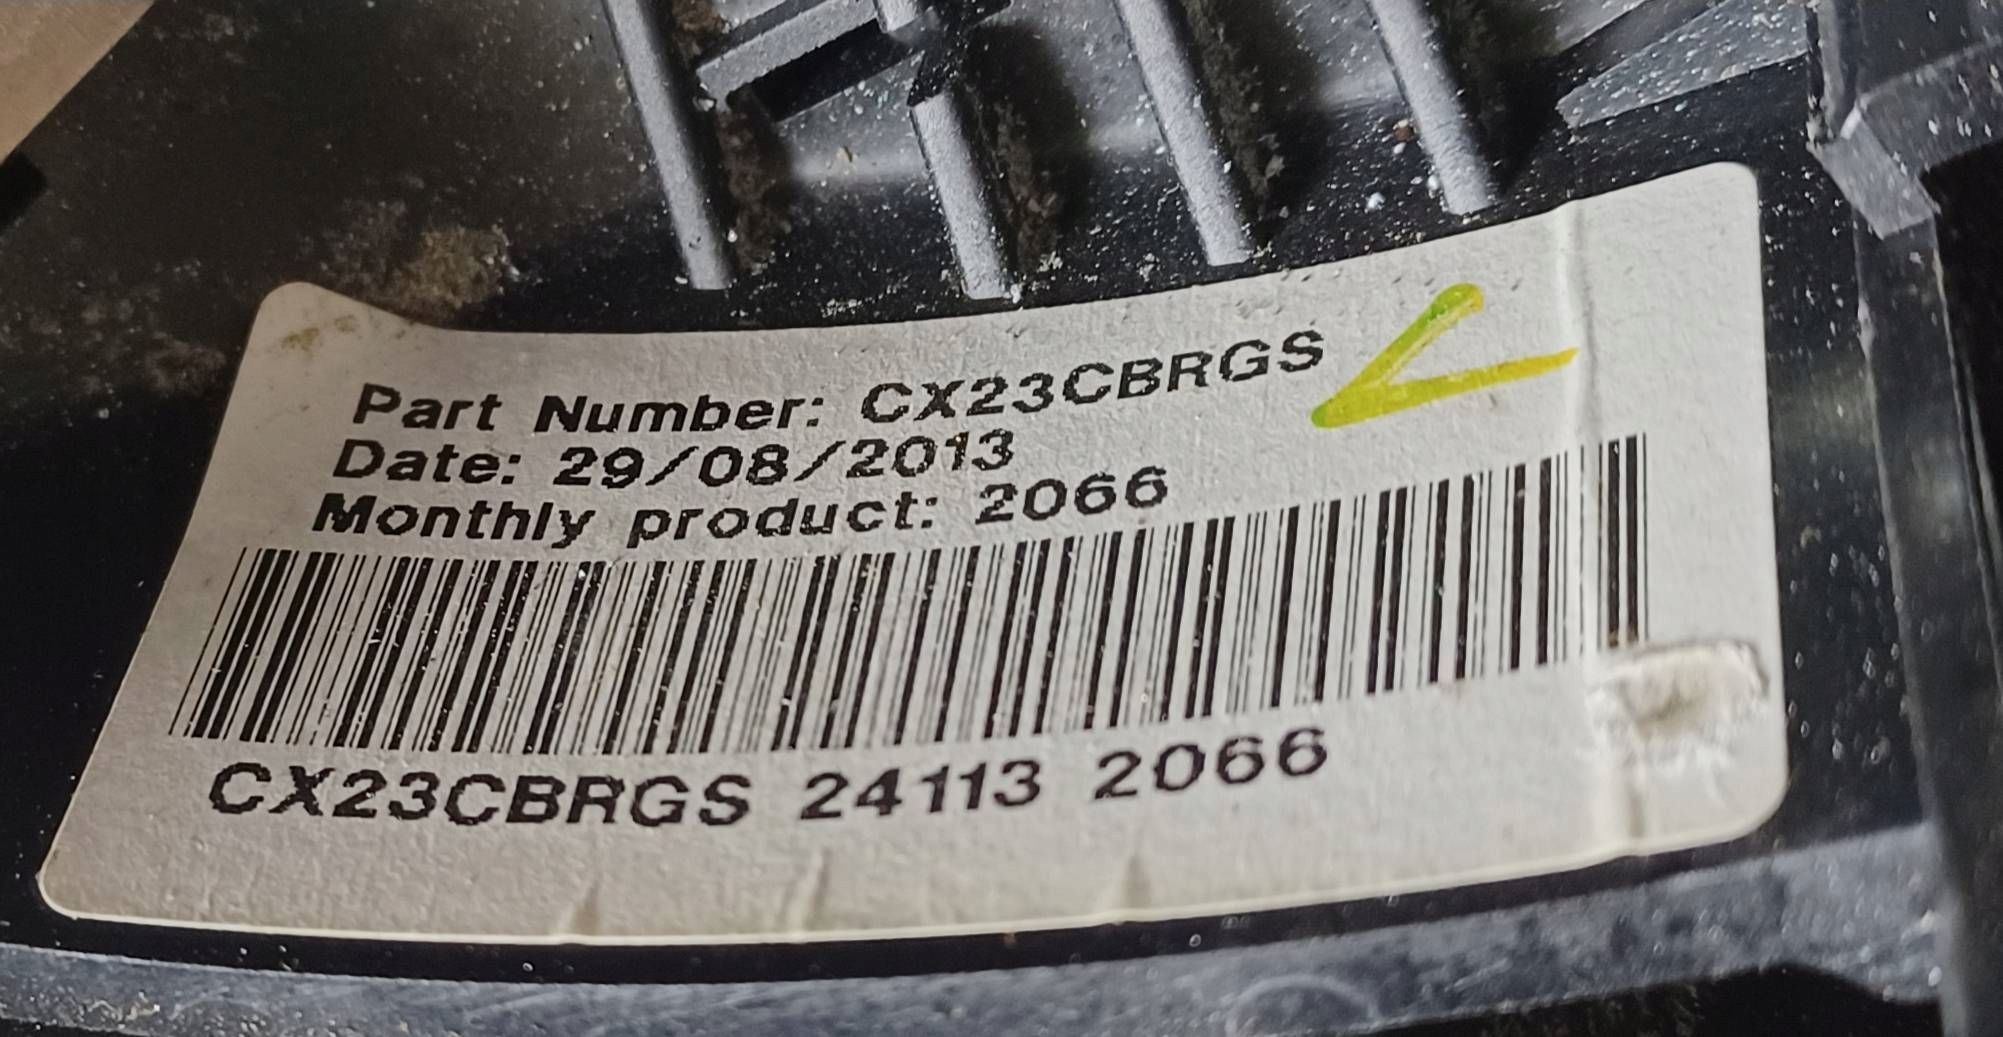 Part Number: CX23CBRGS
Date: 29/08/2013
Monthly product: 2066
CX23CBRGS 24113 2066